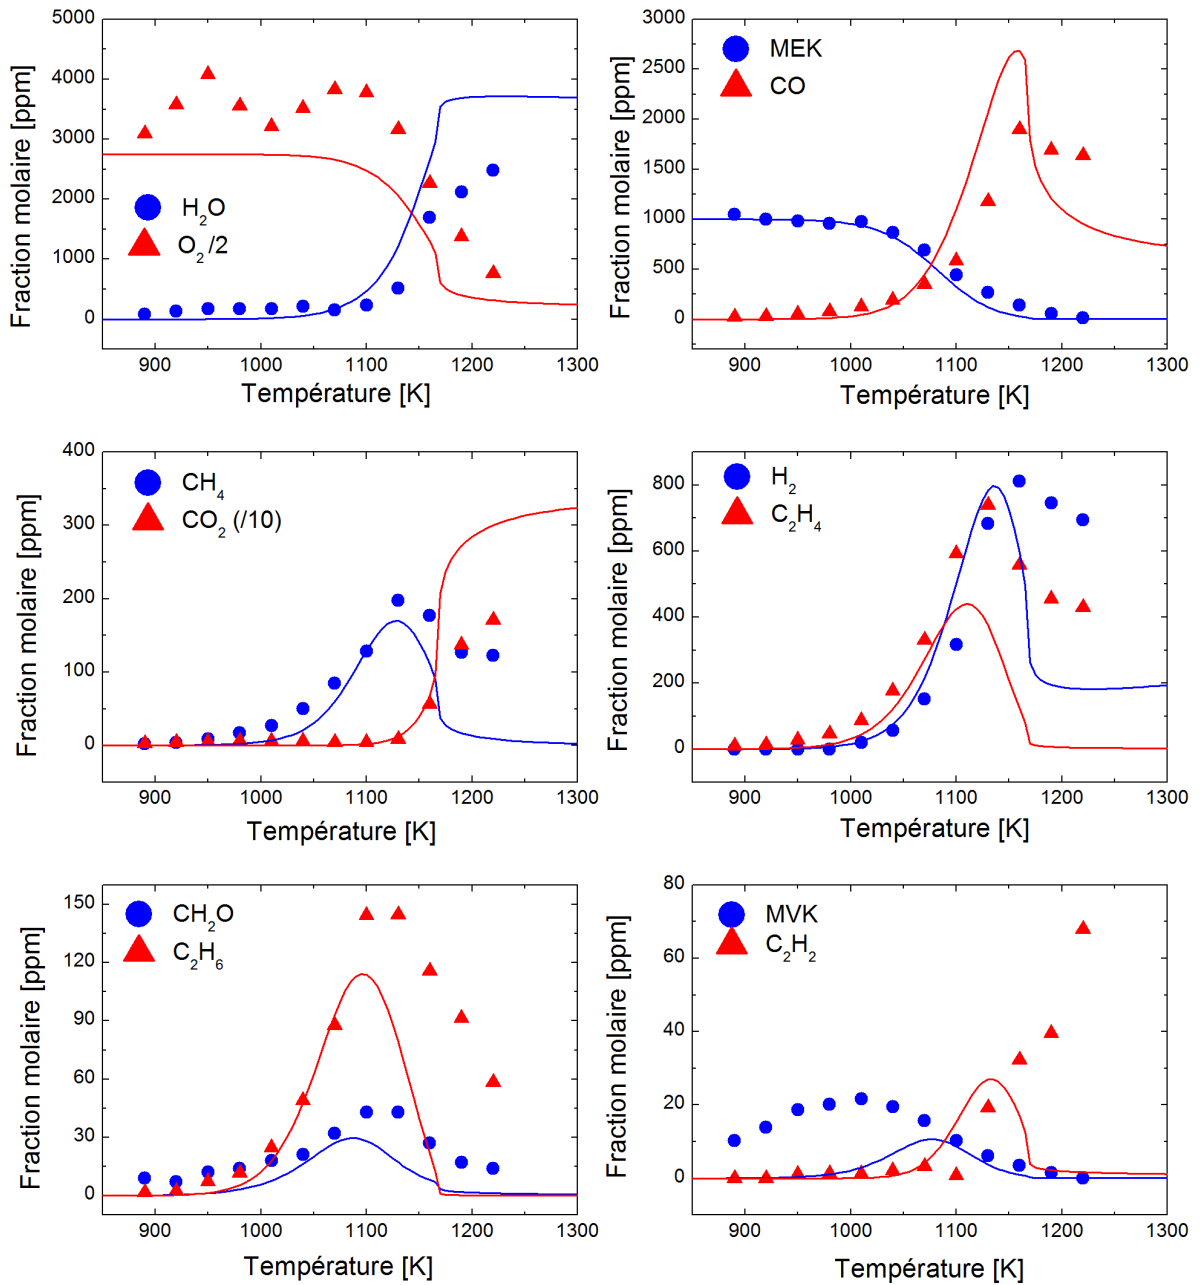 5000
4000
3000
2000
1000
0
Fraction molaire [ppm]
H₂O
O₂/2
900 1000 1100 1200 1300
Température [K]
3000
2500
2000
1500
1000
500
0
Fraction molaire [ppm]
MEK
CO
900 1000 1100 1200 1300
Température [K]
400
300
200
100
0
Fraction molaire [ppm]
CH₄
CO₂ (/10)
900 1000 1100 1200 1300
Température [K]
800
600
400
200
0
Fraction molaire [ppm]
H₂
C₂H₄
900 1000 1100 1200 1300
Température [K]
150
120
90
60
30
0
Fraction molaire [ppm]
CH₂O
C₂H₆
900 1000 1100 1200 1300
Température [K]
80
60
40
20
0
Fraction molaire [ppm]
MVK
C₂H₂
900 1000 1100 1200 1300
Température [K]